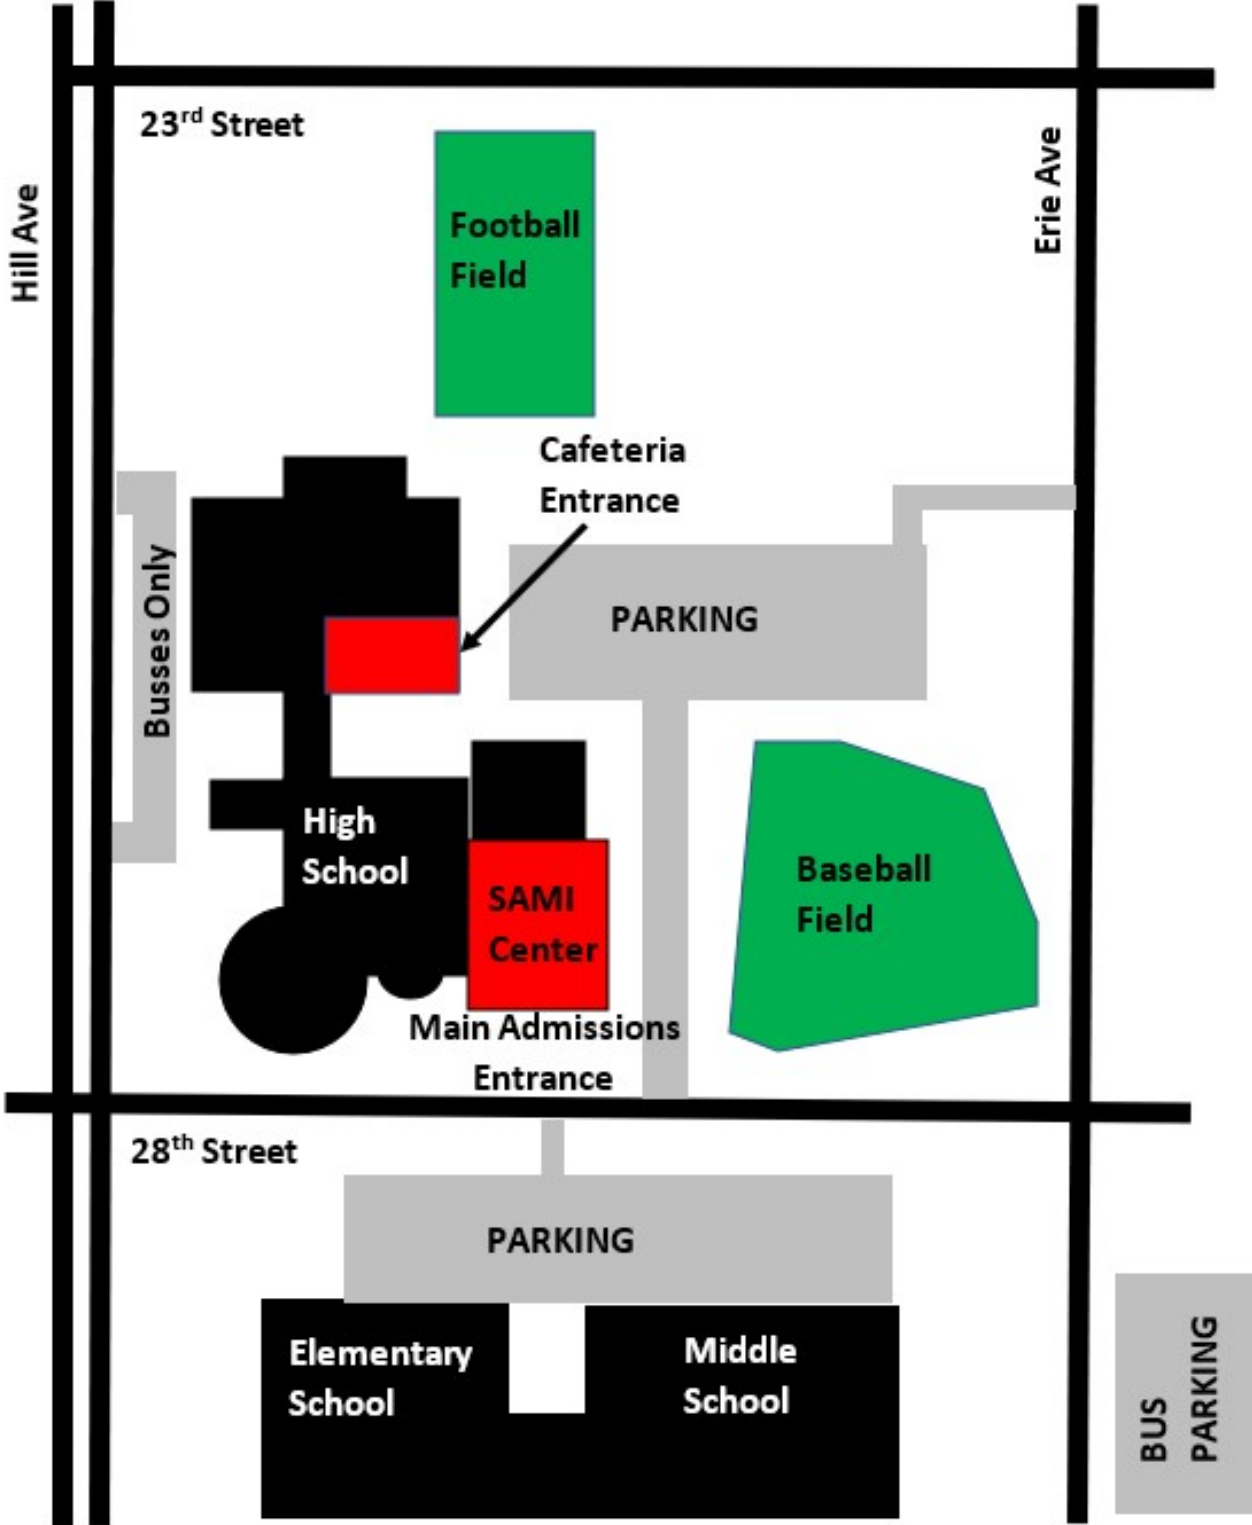 23rd Street
Hill Ave
Erie Ave
Football
Field
Cafeteria
Entrance
Busses Only
PARKING
High
School
SAMI
Center
Baseball
Field
Main Admissions
Entrance
28th Street
PARKING
Elementary
School
Middle
School
BUS
PARKING